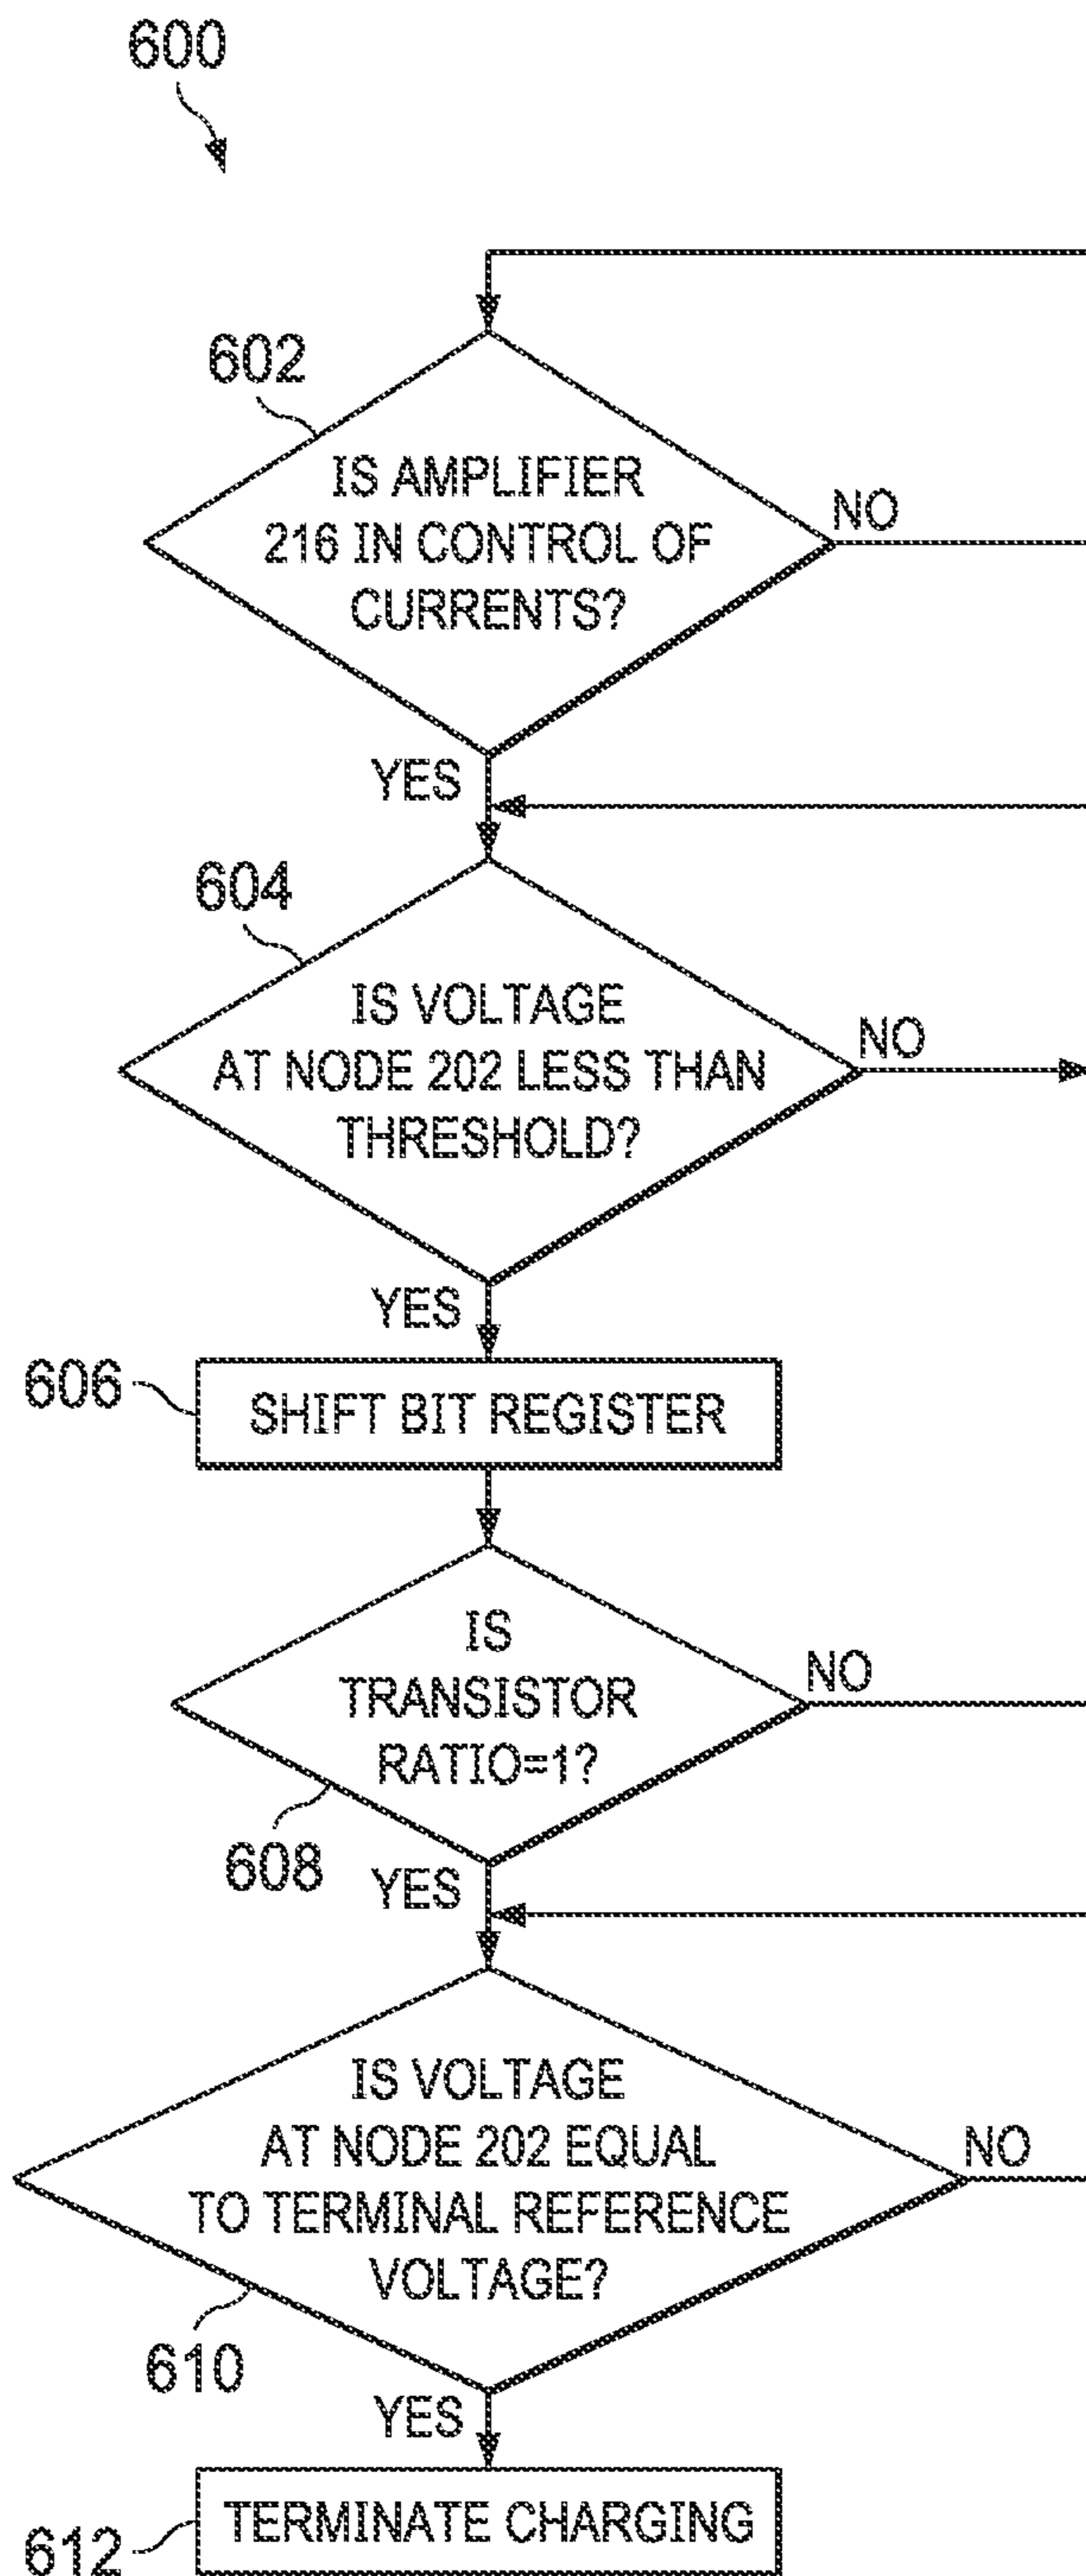 600
602
IS AMPLIFIER
216 IN CONTROL OF
CURRENTS?
NO
YES
604
IS VOLTAGE
AT NODE 202 LESS THAN
THRESHOLD?
NO
YES
606
SHIFT BIT REGISTER
IS
TRANSISTOR
RATIO=1?
NO
608
YES
IS VOLTAGE
AT NODE 202 EQUAL
TO TERMINAL REFERENCE
VOLTAGE?
NO
610
YES
612
TERMINATE CHARGING